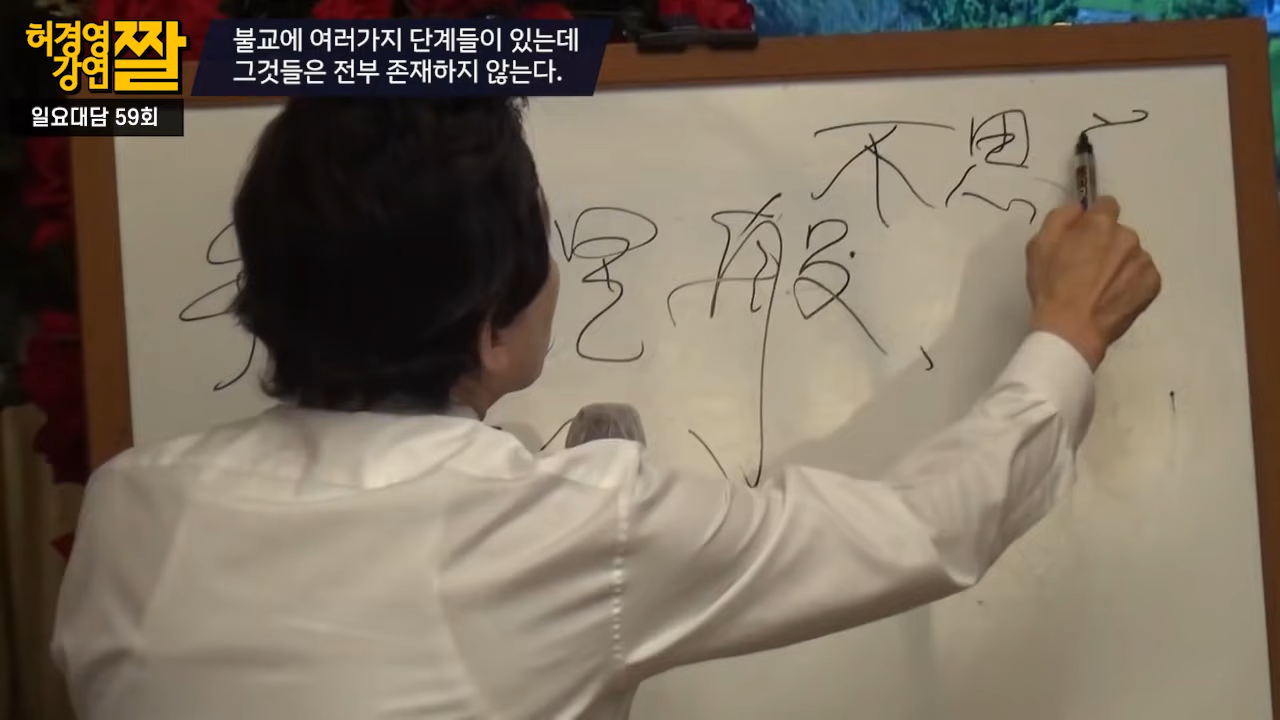 허경영
강연 짤
일요대담 59회
불교에 여러가지 단계들이 있는데
그것들은 전부 존재하지 않는다.
不思
般